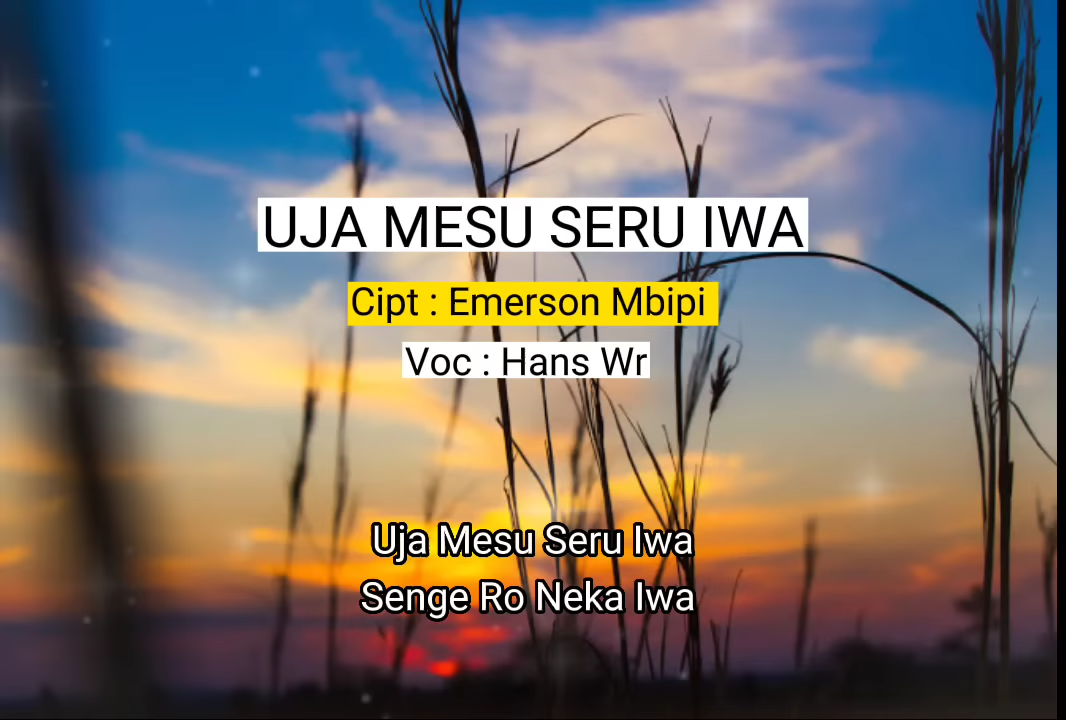 UJA MESU SERU IWA
Cipt : Emerson Mbipi
Voc : Hans Wr
Uja Mesu Seru Iwa
Senge Ro Neka Iwa